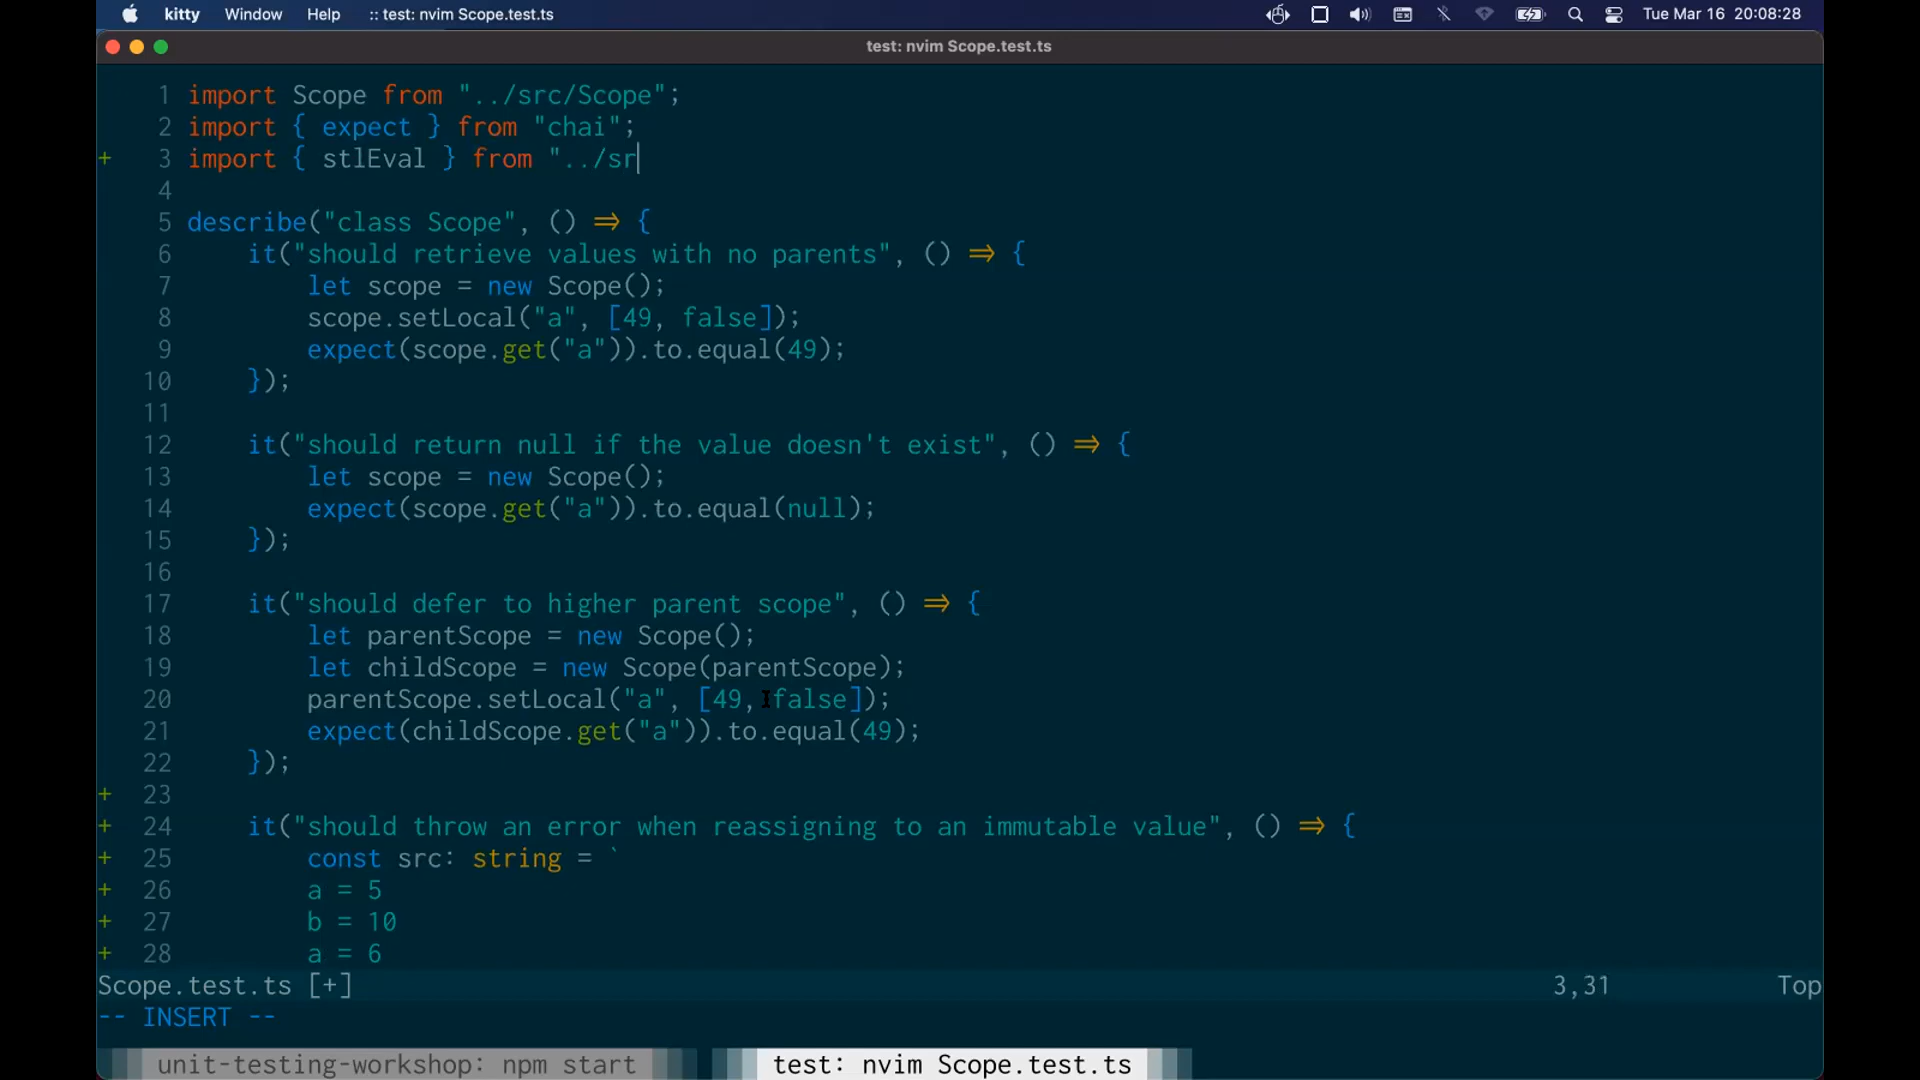 kitty Window Help :: test: nvim Scope.test.ts Tue Mar 16 20:08:28
test: nvim Scope.test.ts
1 import Scope from "../src/Scope";
2 import { expect } from "chai";
+ 3 import { stlEval } from "../sr
4
5 describe("class Scope", () ⇒ {
6 it("should retrieve values with no parents", () ⇒ {
7 let scope = new Scope();
8 scope.setLocal("a", [49, false]);
9 expect(scope.get("a")).to.equal(49);
10 });
11
12 it("should return null if the value doesn't exist", () ⇒ {
13 let scope = new Scope();
14 expect(scope.get("a")).to.equal(null);
15 });
16
17 it("should defer to higher parent scope", () ⇒ {
18 let parentScope = new Scope();
19 let childScope = new Scope(parentScope);
20 parentScope.setLocal("a", [49, false]);
21 expect(childScope.get("a")).to.equal(49);
22 });
+ 23
+ 24 it("should throw an error when reassigning to an immutable value", () ⇒ {
+ 25 const src: string = `
+ 26 a = 5
+ 27 b = 10
+ 28 a = 6
Scope.test.ts [+] 3,31 Top
-- INSERT --
unit-testing-workshop: npm start test: nvim Scope.test.ts